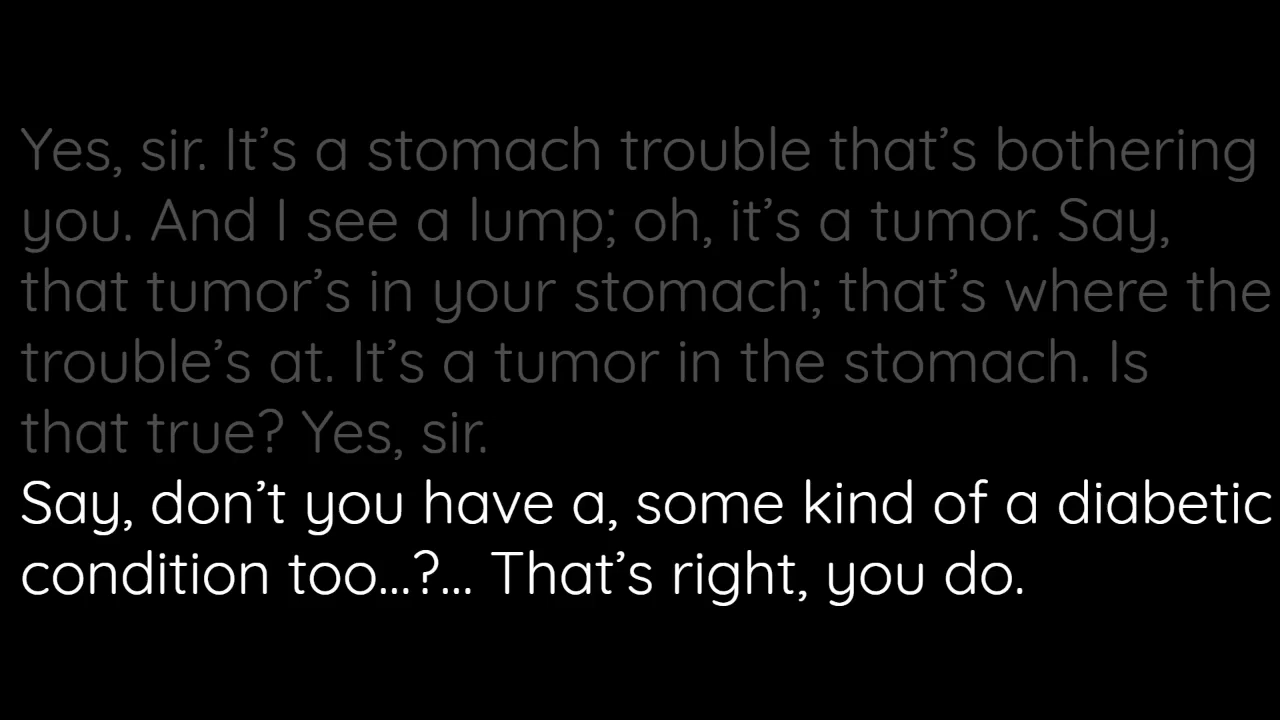 Yes, sir. It’s a stomach trouble that’s bothering
you. And I see a lump; oh, it’s a tumor. Say,
that tumor’s in your stomach; that’s where the
trouble’s at. It’s a tumor in the stomach. Is
that true? Yes, sir.
Say, don’t you have a, some kind of a diabetic
condition too...?... That’s right, you do.